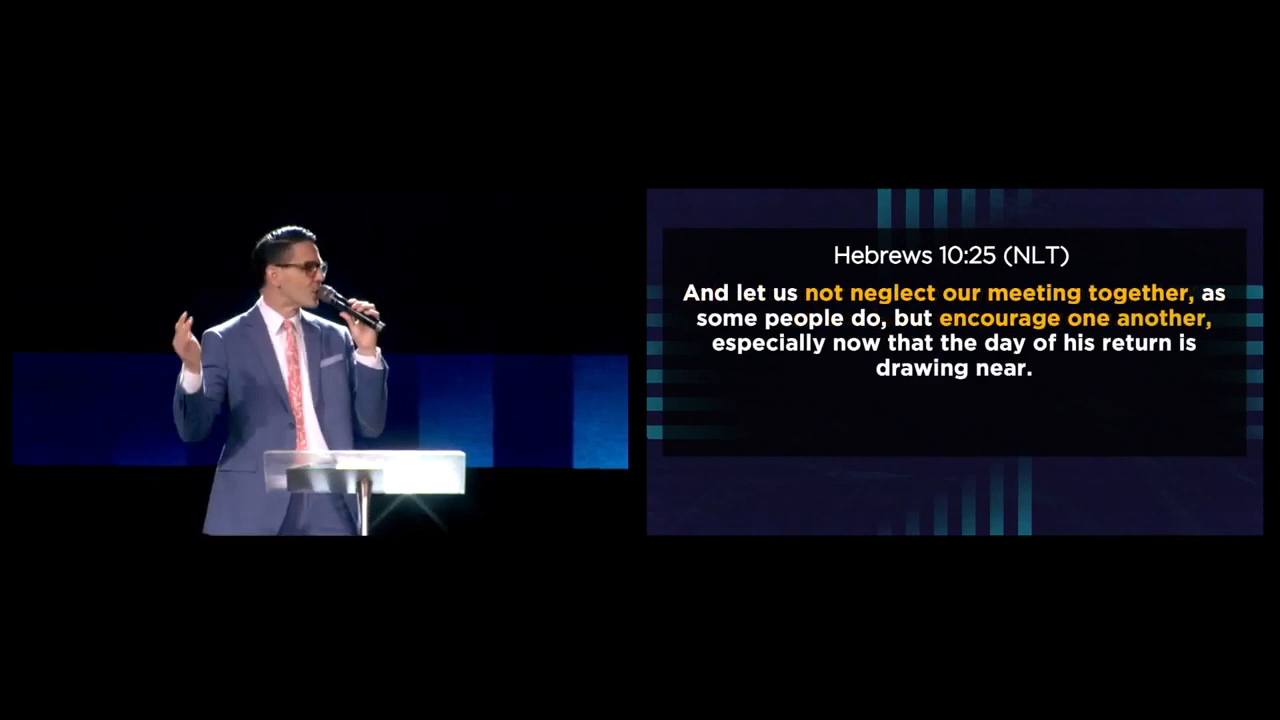 Hebrews 10:25 (NLT)
And let us not neglect our meeting together, as
some people do, but encourage one another,
especially now that the day of his return is
drawing near.